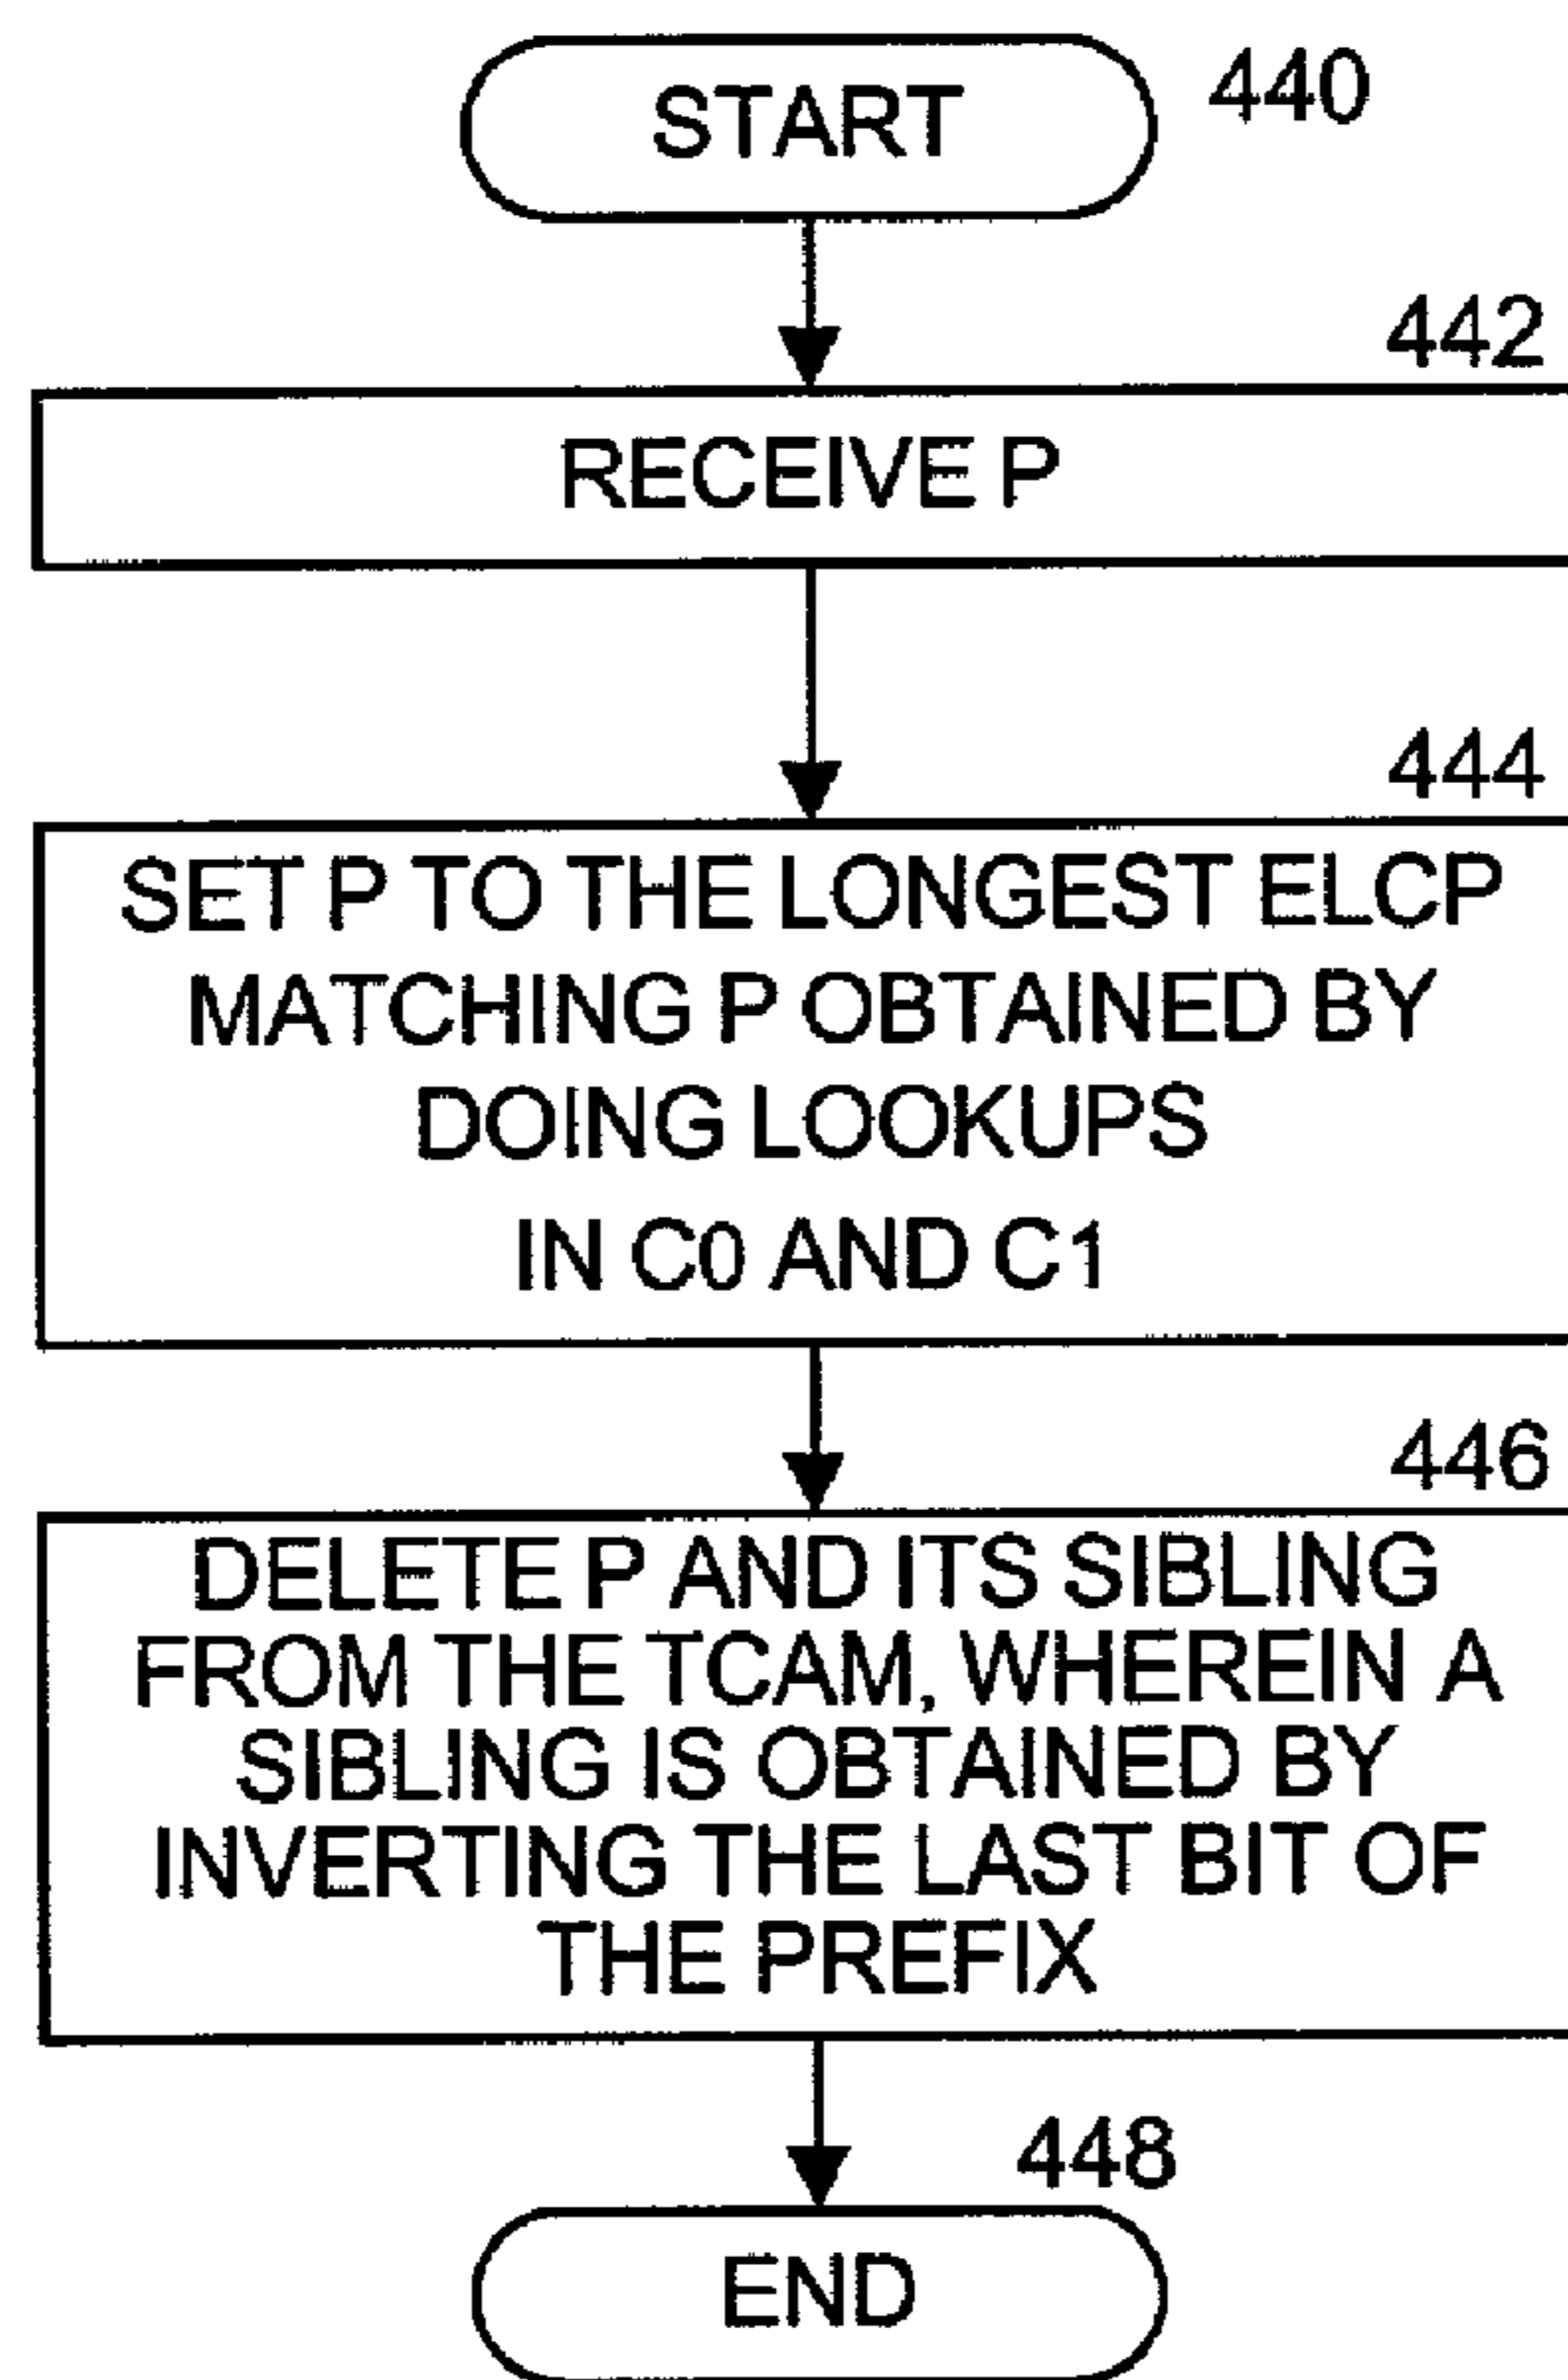 START
440
442
RECEIVE P
444
SET P TO THE LONGEST ELCP
MATCHING P OBTAINED BY
DOING LOOKUPS
IN C0 AND C1
446
DELETE P AND ITS SIBLING
FROM THE TCAM, WHEREIN A
SIBLING IS OBTAINED BY
INVERTING THE LAST BIT OF
THE PREFIX
448
END